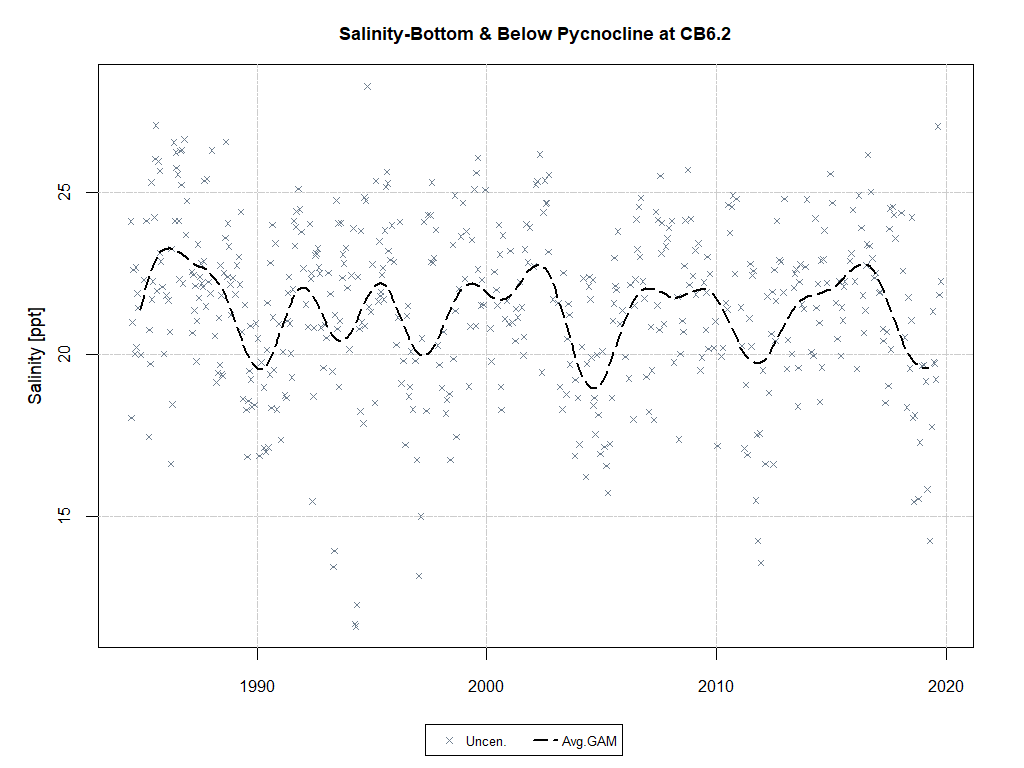 Salinity-Bottom & Below Pycnocline at CB6.2
Salinity [ppt]
25
20
15
1990 2000 2010 2020
Uncen. Avg.GAM